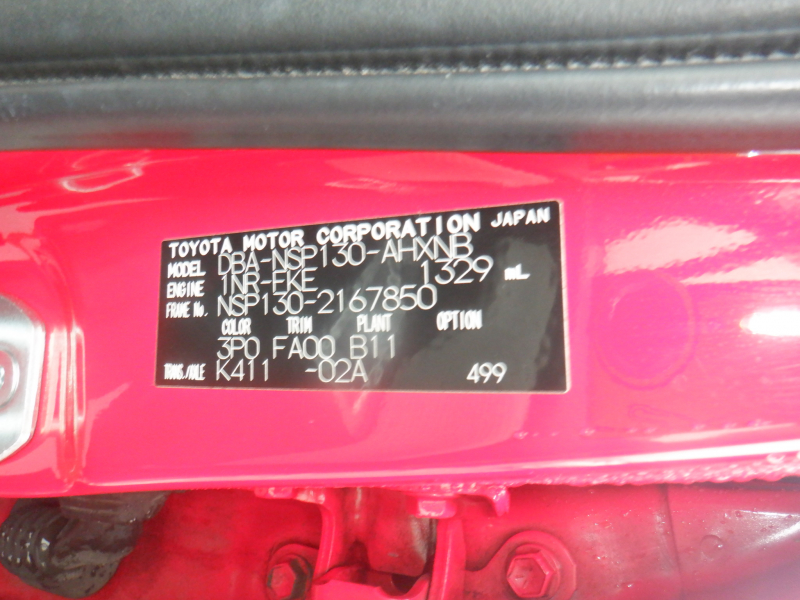 TOYOTA MOTOR CORPORATION JAPAN
MODEL DBA-NSP130-AHXNB
ENGINE 1NR-FKE 1329 mL
FRAME No. NSP130-2167850
COLOR TRIM PLANT OPTION
3P0 FA00 B11
TRANS./AXLE K411 -02A 499